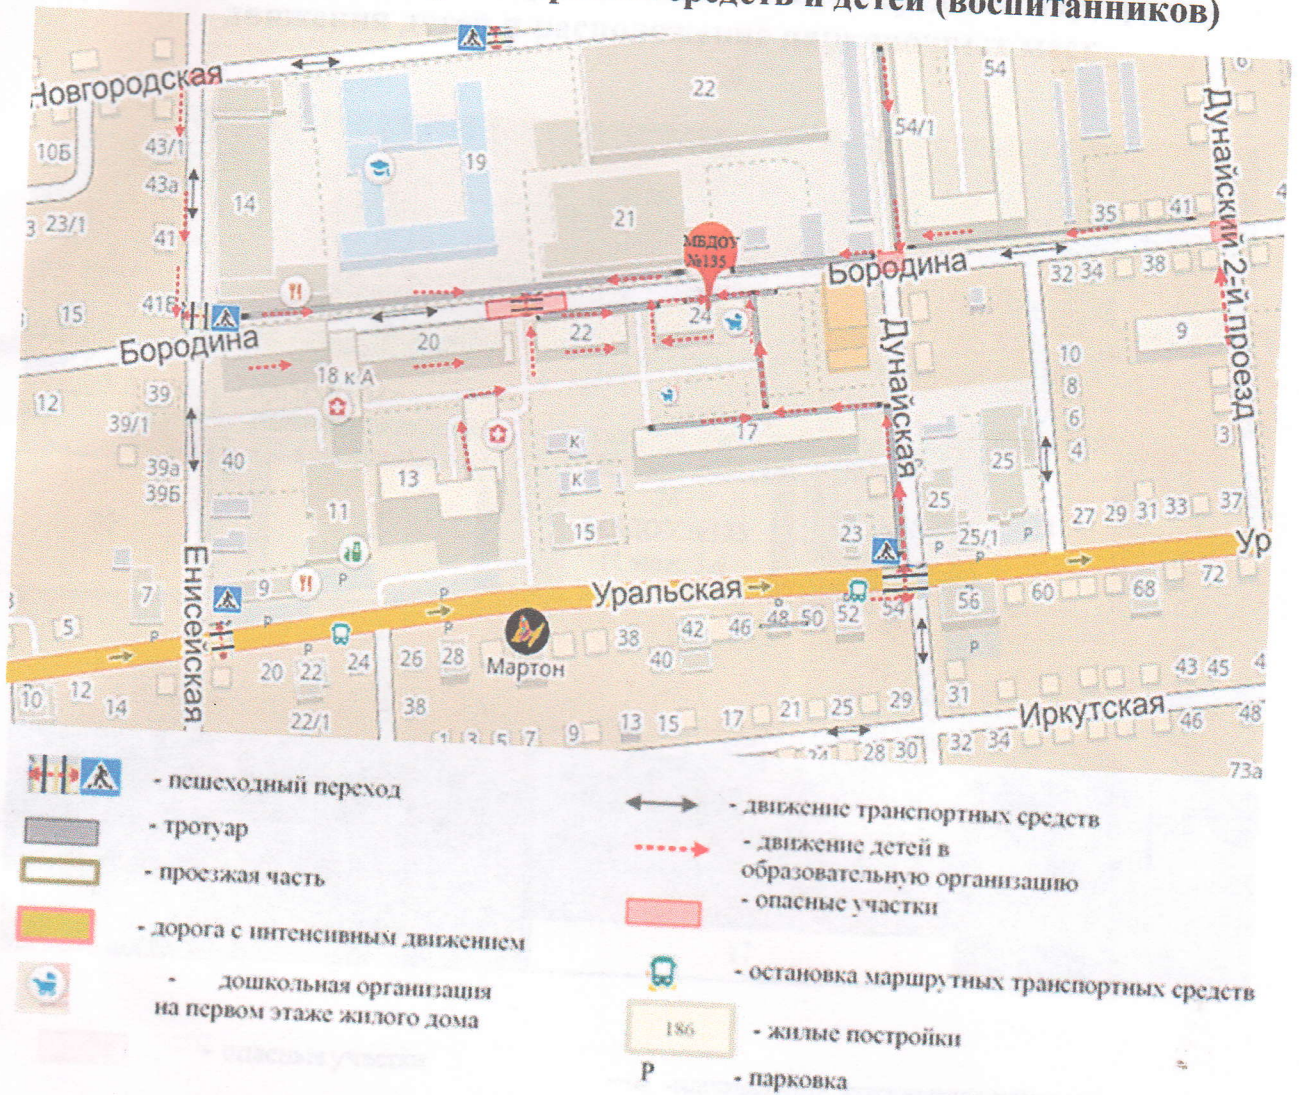 редств и детей (воспитанников)
Новгородская
22
54
6
10Б
43/1
19
54/1
Дунайский 2-й проезд
43а
14
23/1
41
21
35
41
МБДОУ
№135
15
Бородина
32 34
38
Бородина
20
22
24
9
18 к А
Дунайская
10
8
6
4
12
39
39/1
39а
39Б
40
17
3
13
К
К
25
11
15
23
25
25/1
27 29 31 33
37
Енисейская
9
Уральская
Ур
7
5
54
56
60
68
72
52
50
48
46
42
38
40
Мартон
10
12
14
20
22
24
26
28
22/1
38
1 3 5 7
9
13
15
17
21
25
29
31
43 45
Иркутская
46
48
28 30
32 34
73а
- пешеходный переход
- тротуар
- проезжая часть
- дорога с интенсивным движением
- дошкольная организация
на первом этаже жилого дома
- движение транспортных средств
- движение детей в
образовательную организацию
- опасные участки
- остановка маршрутных транспортных средств
186
- жилые постройки
P
- парковка